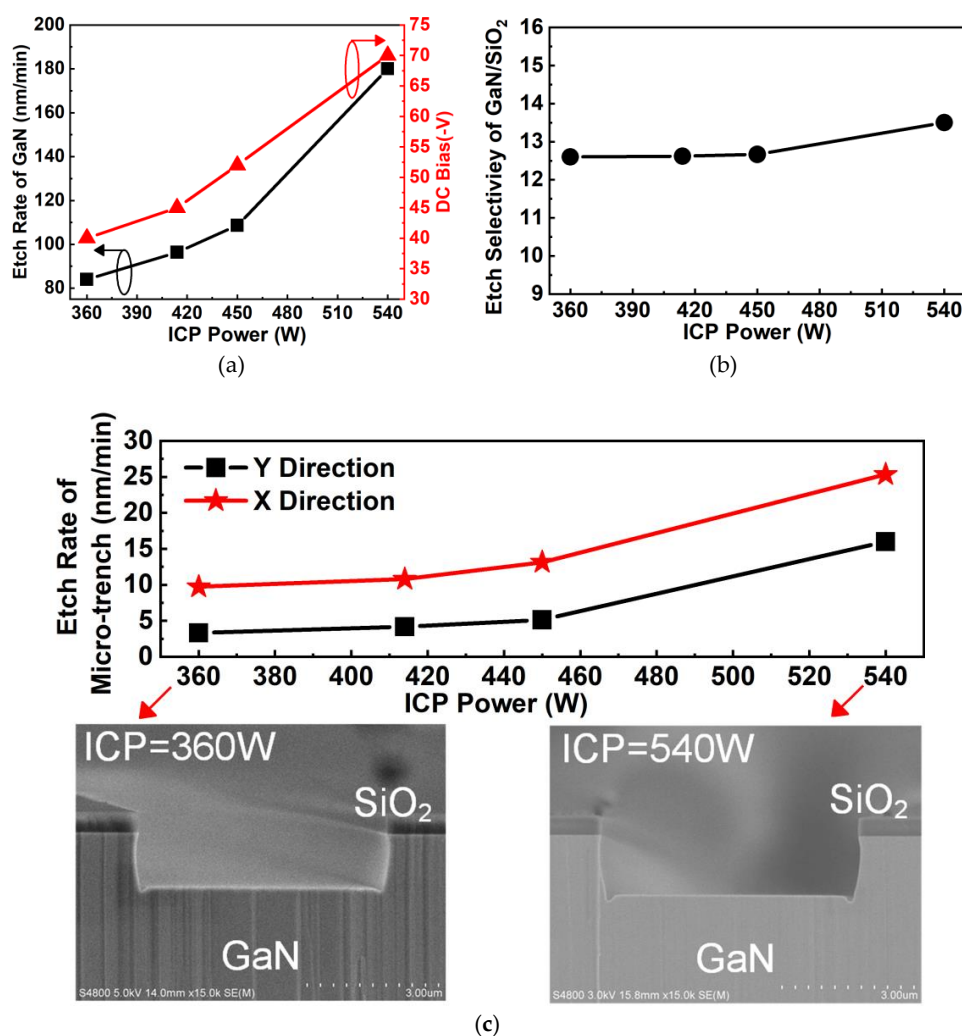 200
180
160
140
120
100
80
Etch Rate of GaN (nm/min)
75
70
65
60
55
50
45
40
35
30
DC Bias(-V)
360 390 420 450 480 510 540
ICP Power (W)
(a)
16
15
14
13
12
11
10
9
Etch Selectiviey of GaN/SiO₂
360 390 420 450 480 510 540
ICP Power (W)
(b)
30
25
20
15
10
5
0
Etch Rate of
Micro-trench (nm/min)
Y Direction
X Direction
360 380 400 420 440 460 480 500 520 540
ICP Power (W)
ICP=360W
SiO₂
GaN
S4800 5.0kV 14.0mm x15.0k SE(M)
3.00um
ICP=540W
SiO₂
GaN
S4800 3.0kV 15.8mm x15.0k SE(M)
3.00um
(c)